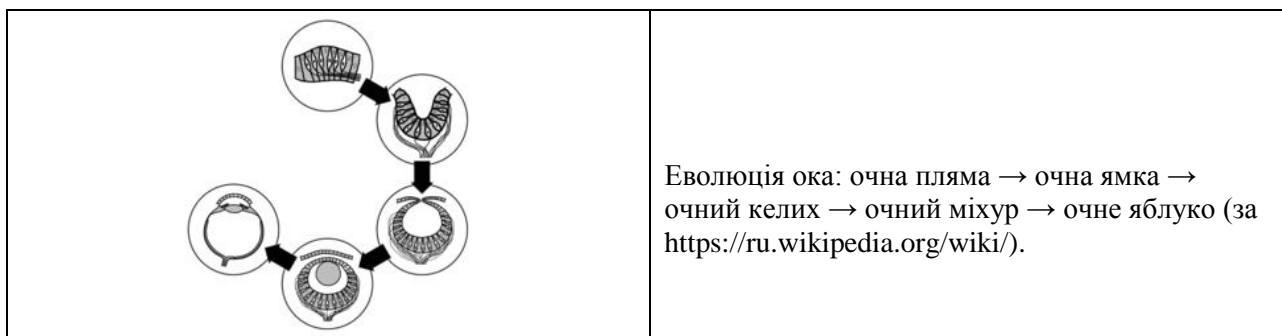 Еволюція ока: очна пляма → очна ямка →
очний келих → очний міхур → очне яблуко (за
https://ru.wikipedia.org/wiki/).